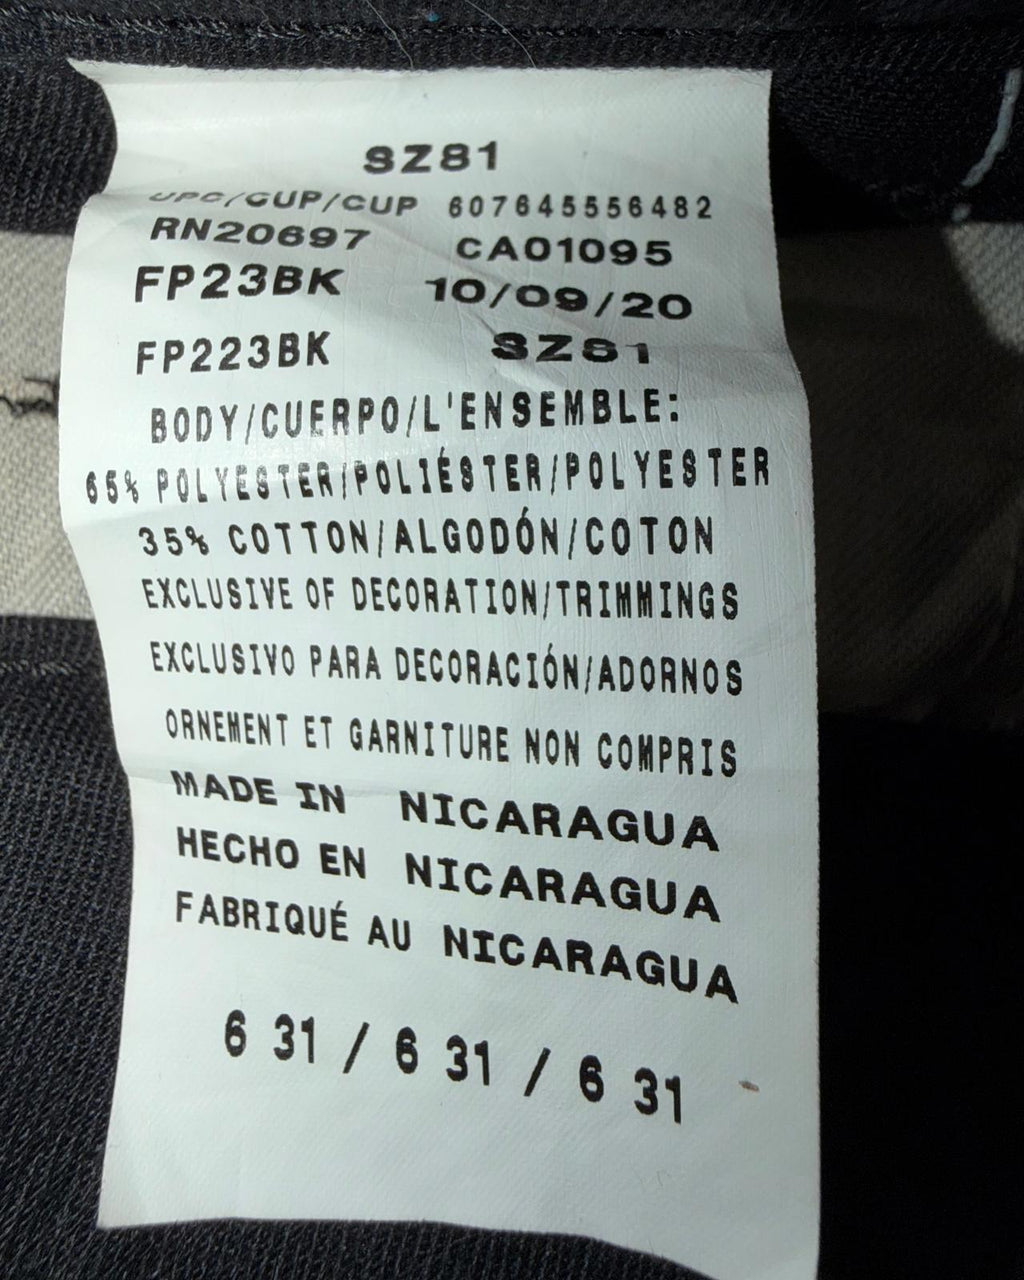 SZ81
UPC/GUP/CUP 607645556482
RN20697 CA01095
FP23BK 10/09/20
FP223BK SZ81
BODY/CUERPO/L'ENSEMBLE:
65% POLYESTER/POLIÉSTER/POLYESTER
35% COTTON/ALGODÓN/COTON
EXCLUSIVE OF DECORATION/TRIMMINGS
EXCLUSIVO PARA DECORACIÓN/ADORNOS
ORNEMENT ET GARNITURE NON COMPRIS
MADE IN NICARAGUA
HECHO EN NICARAGUA
FABRIQUÉ AU NICARAGUA
6 31 / 6 31 / 6 31